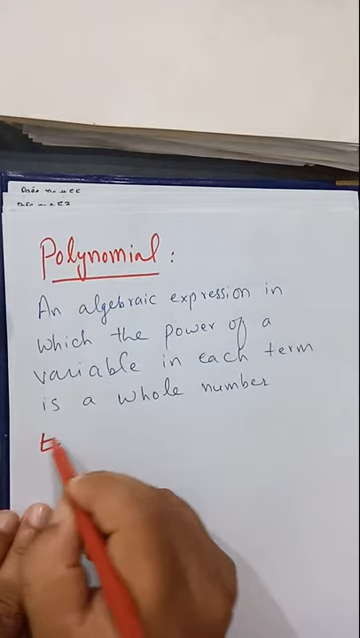 Polynomial :
An algebraic expression in
which the power of a
variable in each term
is a whole number